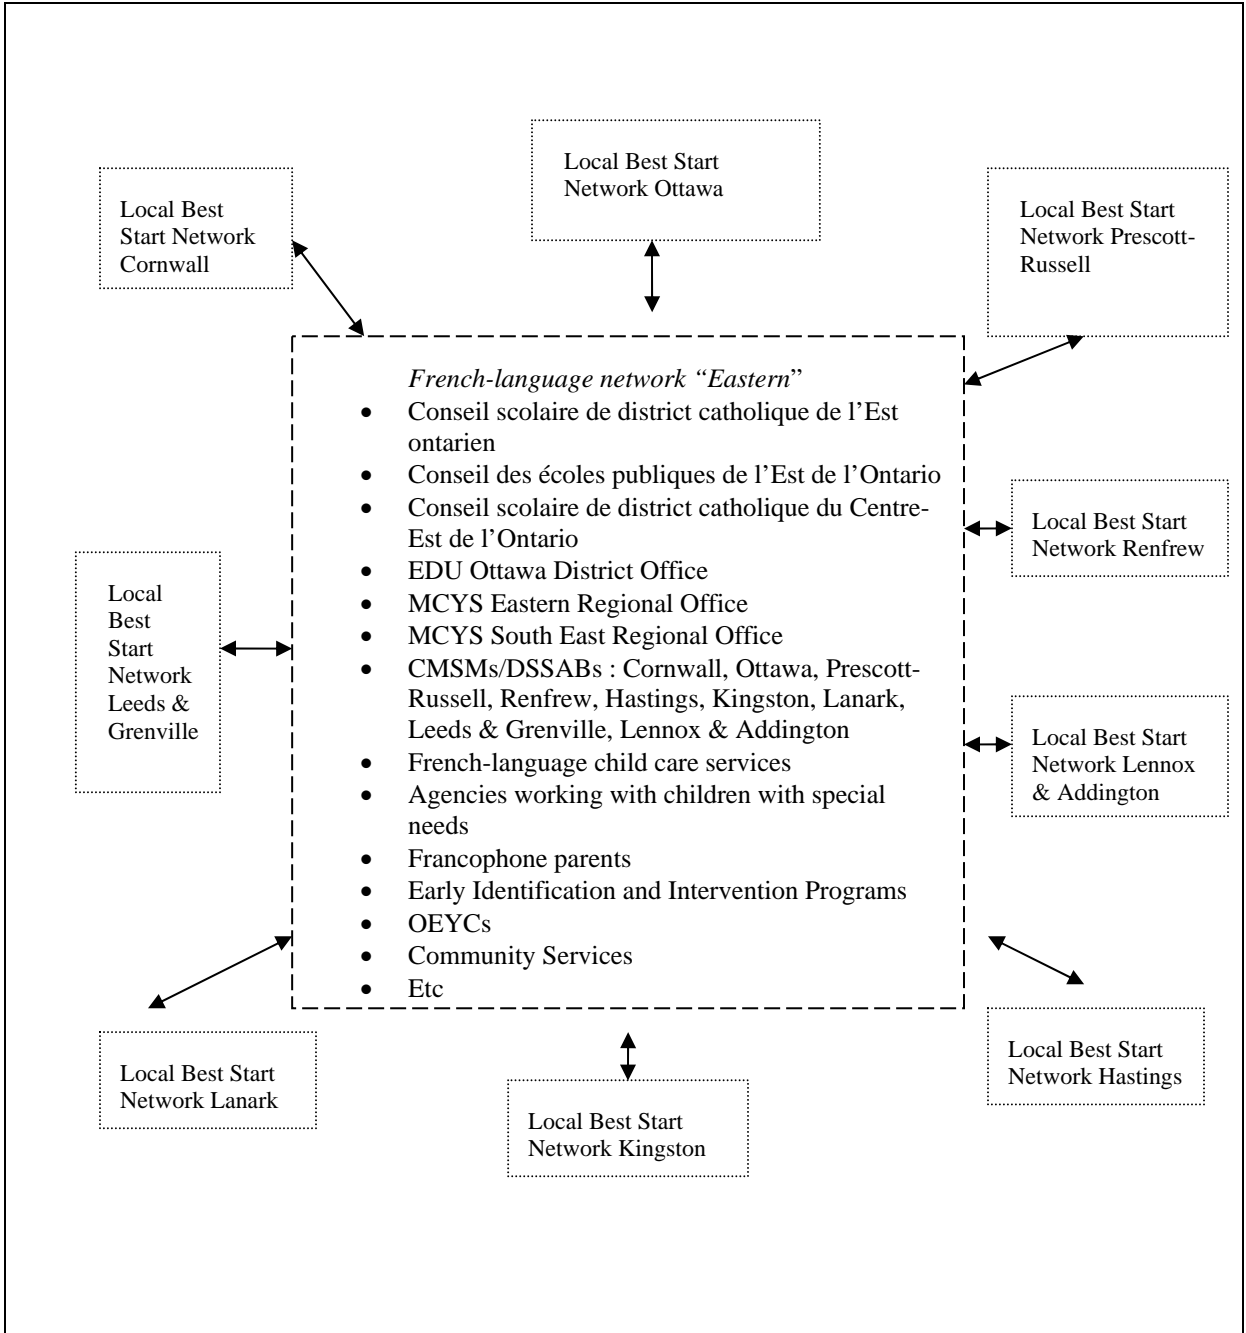 Local Best Start
Network Ottawa
Local Best
Start Network
Cornwall
Local Best Start
Network Prescott-
Russell
French-language network “Eastern”
• Conseil scolaire de district catholique de l’Est
ontarien
• Conseil des écoles publiques de l’Est de l’Ontario
• Conseil scolaire de district catholique du Centre-
Est de l’Ontario
• EDU Ottawa District Office
• MCYS Eastern Regional Office
• MCYS South East Regional Office
• CMSMs/DSSABs : Cornwall, Ottawa, Prescott-
Russell, Renfrew, Hastings, Kingston, Lanark,
Leeds & Grenville, Lennox & Addington
• French-language child care services
• Agencies working with children with special
needs
• Francophone parents
• Early Identification and Intervention Programs
• OEYCs
• Community Services
• Etc
Local Best Start
Network Renfrew
Local
Best
Start
Network
Leeds &
Grenville
Local Best Start
Network Lennox
& Addington
Local Best Start
Network Lanark
Local Best Start
Network Kingston
Local Best Start
Network Hastings